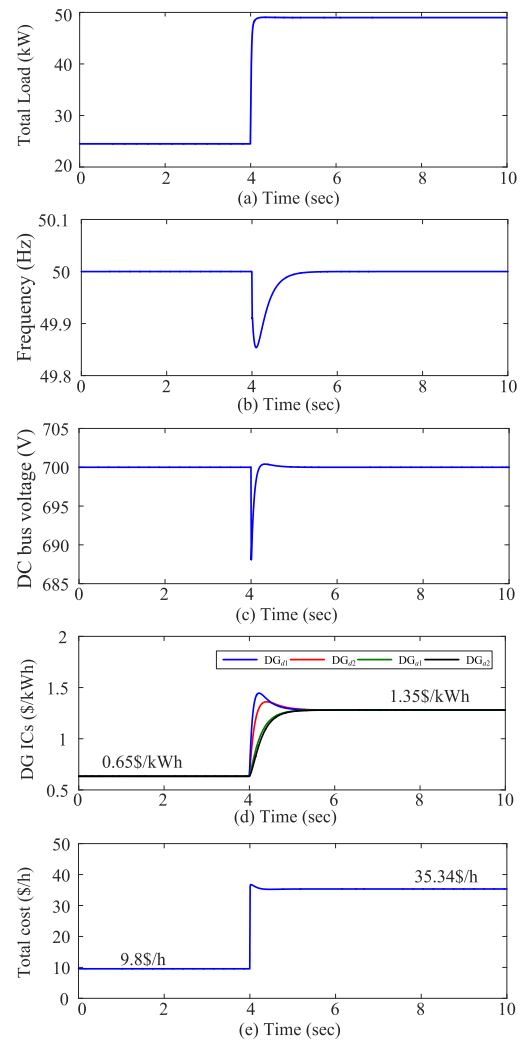 Total Load (kW)
50
40
30
20
0 2 4 6 8 10
(a) Time (sec)
Frequency (Hz)
50.1
50
49.9
49.8
0 2 4 6 8 10
(b) Time (sec)
DC bus voltage (V)
705
700
695
690
685
0 2 4 6 8 10
(c) Time (sec)
DG ICs ($/kWh)
2
DGd1 DGd2 DGa1 DGa2
1.5
1.35$/kWh
1
0.65$/kWh
0.5
0 2 4 6 8 10
(d) Time (sec)
Total cost ($/h)
50
40
35.34$/h
30
20
10
9.8$/h
0
0 2 4 6 8 10
(e) Time (sec)